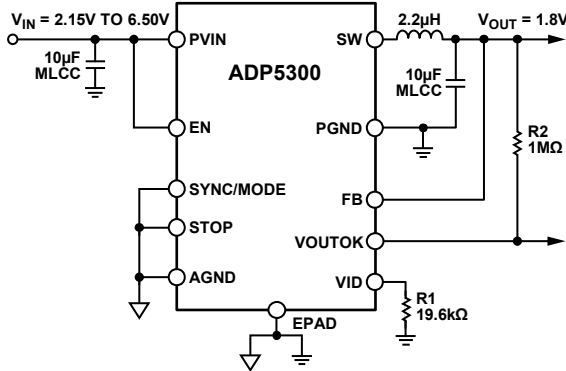 VIN = 2.15V TO 6.50V
10µF
MLCC
PVIN
EN
SYNC/MODE
STOP
AGND
ADP5300
SW
PGND
FB
VOUTOK
VID
EPAD
2.2µH
VOUT = 1.8V
10µF
MLCC
R2
1MΩ
R1
19.6kΩ